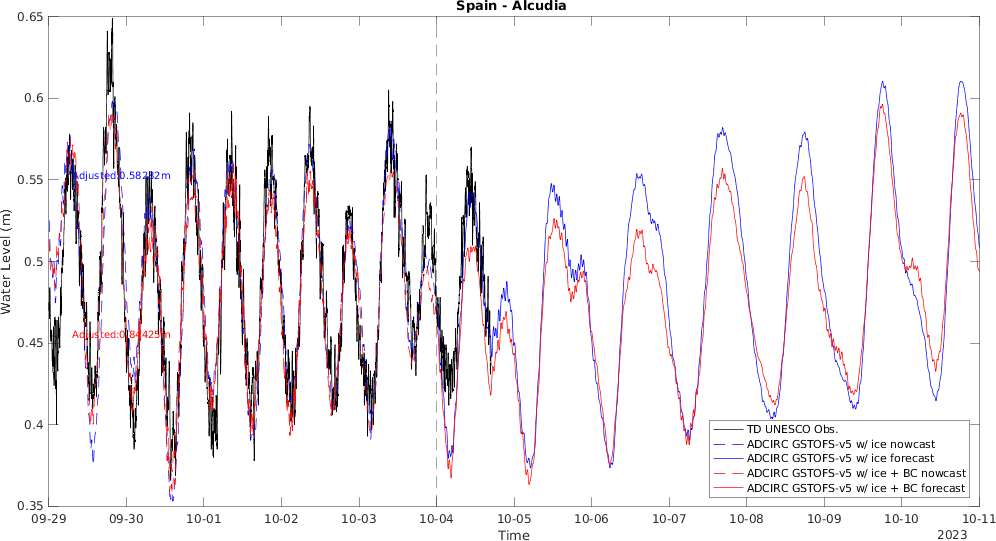 Spain - Alcudia
0.65
0.6
0.55
0.5
0.45
0.4
0.35
Water Level (m)
Adjusted:0.58282m
Adjusted:0.84425m
TD UNESCO Obs.
ADCIRC GSTOFS-v5 w/ ice nowcast
ADCIRC GSTOFS-v5 w/ ice forecast
ADCIRC GSTOFS-v5 w/ ice + BC nowcast
ADCIRC GSTOFS-v5 w/ ice + BC forecast
09-29 09-30 10-01 10-02 10-03 10-04 10-05 10-06 10-07 10-08 10-09 10-10 10-11
Time
2023